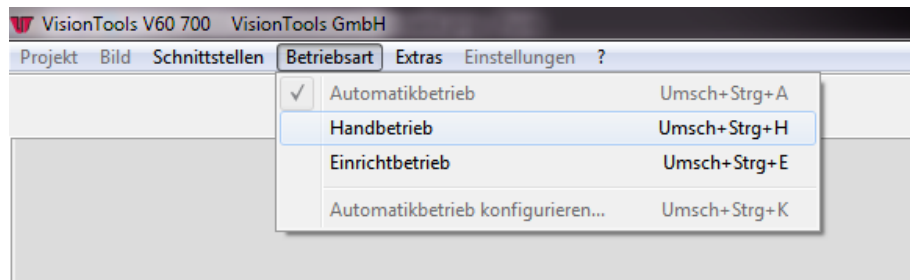 VisionTools V60 700 VisionTools GmbH
Projekt Bild Schnittstellen Betriebsart Extras Einstellungen ?
Automatikbetrieb Umsch+Strg+A
Handbetrieb Umsch+Strg+H
Einrichtbetrieb Umsch+Strg+E
Automatikbetrieb konfigurieren... Umsch+Strg+K